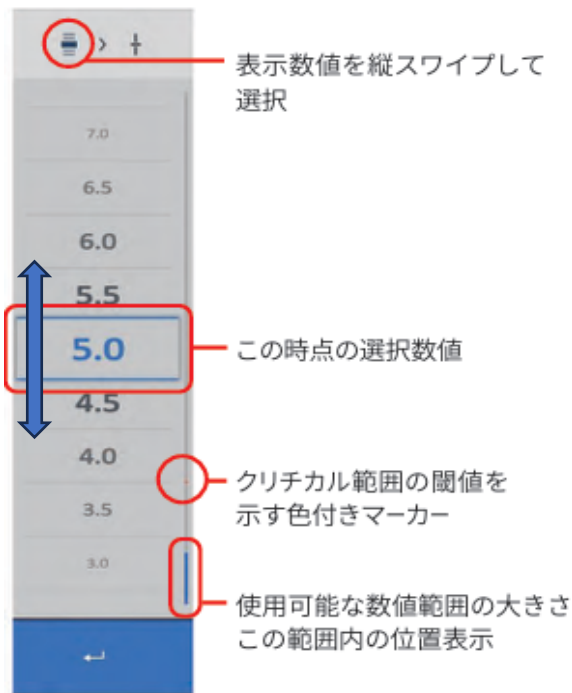 表示数値を縦スワイプして
選択
7.0
6.5
6.0
5.5
5.0
この時点の選択数値
4.5
4.0
クリチカル範囲の閾値を
示す色付きマーカー
3.5
3.0
使用可能な数値範囲の大きさ
この範囲内の位置表示